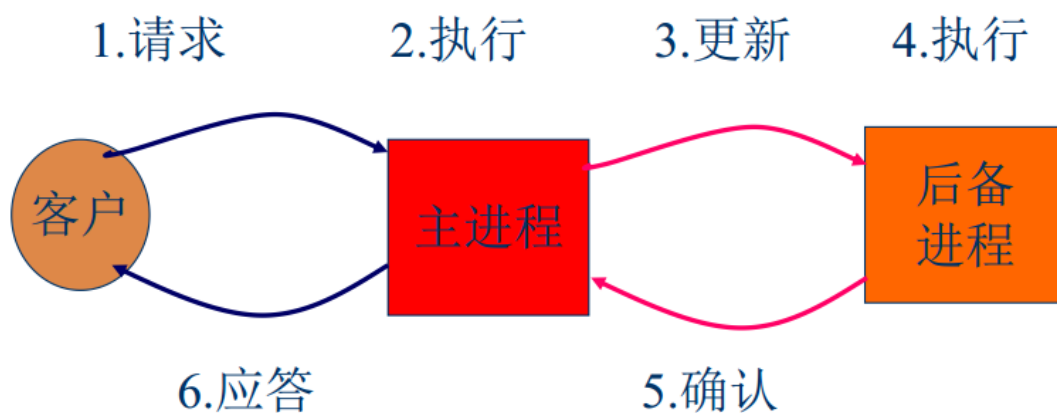 1.请求
2.执行
3.更新
4.执行
客户
主进程
后备
进程
6.应答
5.确认